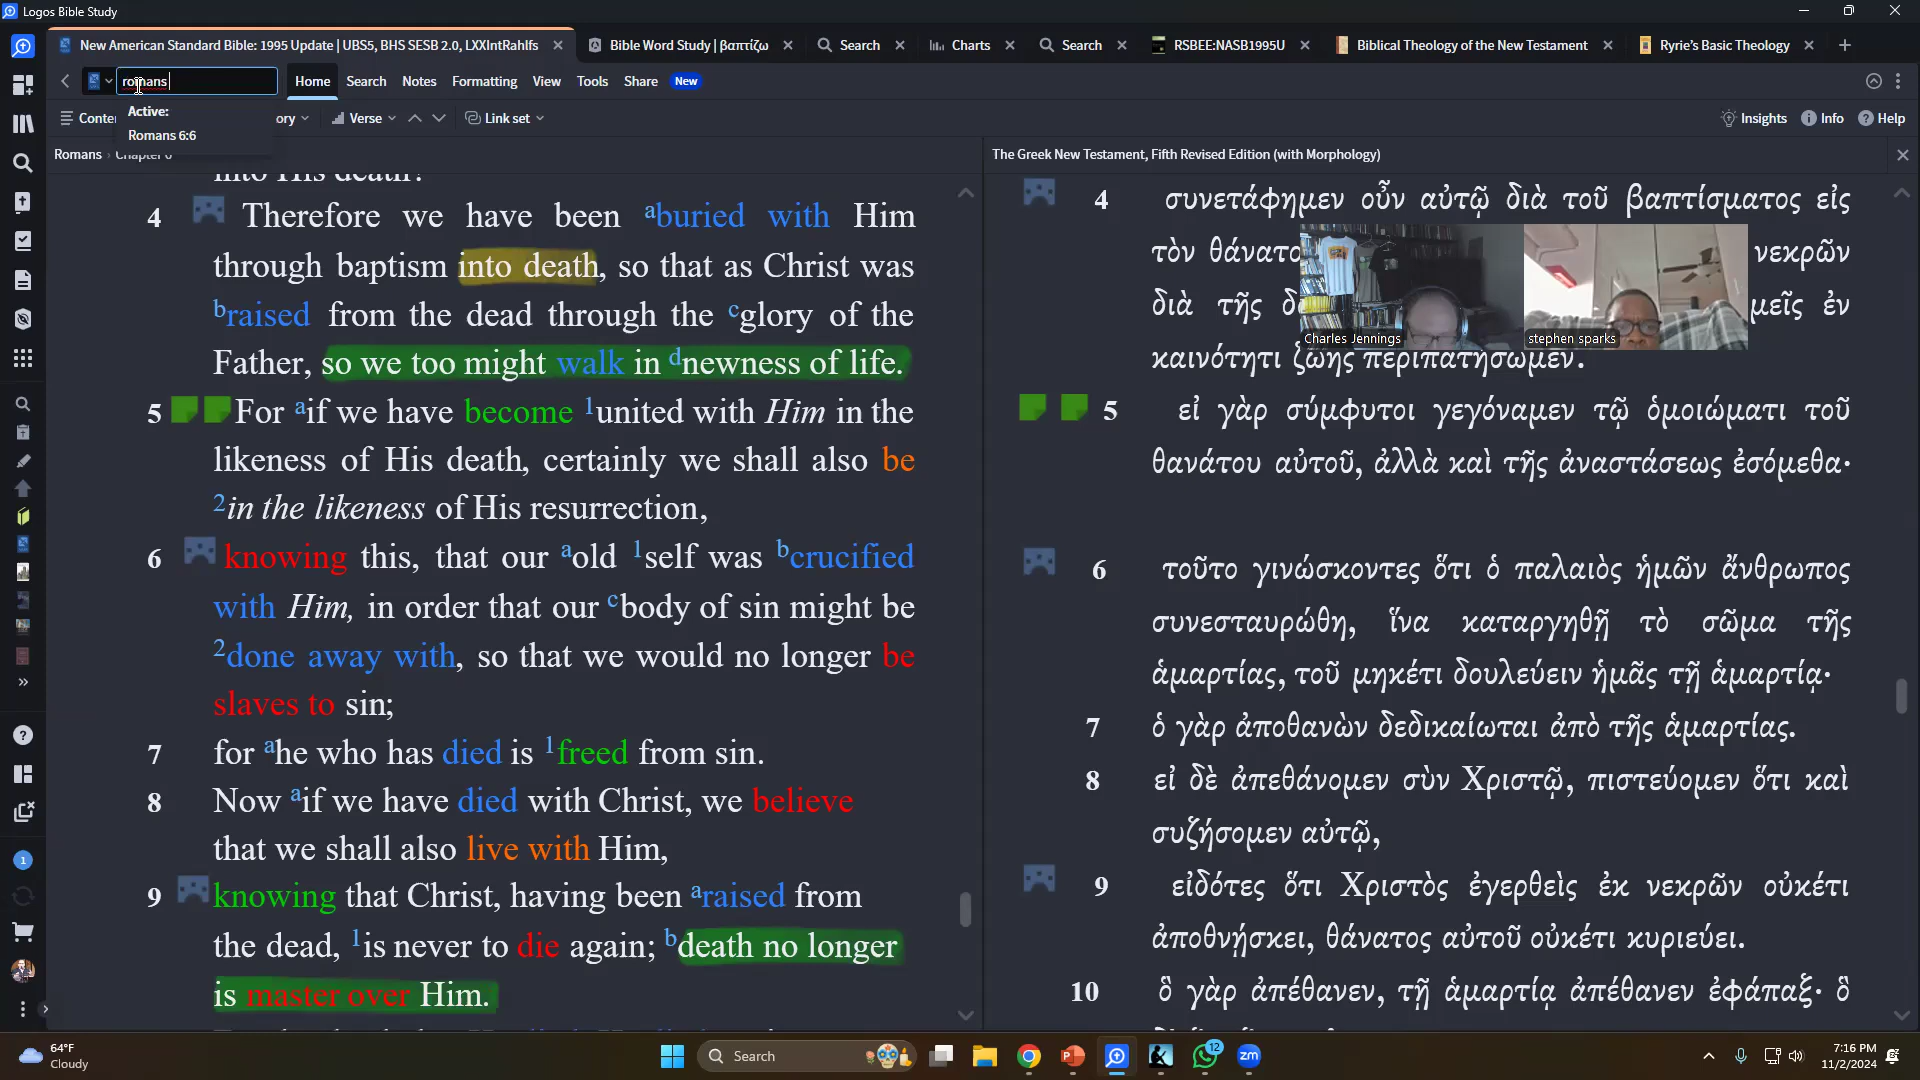 Logos Bible Study
New American Standard Bible: 1995 Update | UBS5, BHS SESB 2.0, LXXIntRahlfs
Bible Word Study | βαπτίζω
Search
Charts
Search
RSBEE:NASB1995U
Biblical Theology of the New Testament
Ryrie's Basic Theology
romans
Home Search Notes Formatting View Tools Share New
Active:
Romans 6:6
Conte ory Verse Link set
Insights Info Help
Romans › Chapter 6
The Greek New Testament, Fifth Revised Edition (with Morphology)
into His death?
4 Therefore we have been ᵃburied with Him
through baptism into death, so that as Christ was
ᵇraised from the dead through the ᶜglory of the
Father, so we too might walk in ᵈnewness of life.
5 For ᵃif we have become ¹united with Him in the
likeness of His death, certainly we shall also be
²in the likeness of His resurrection,
6 knowing this, that our ᵃold ¹self was ᵇcrucified
with Him, in order that our ᶜbody of sin might be
²done away with, so that we would no longer be
slaves to sin;
7 for ᵃhe who has died is ¹freed from sin.
8 Now ᵃif we have died with Christ, we believe
that we shall also live with Him,
9 knowing that Christ, having been ᵃraised from
the dead, ¹is never to die again; ᵇdeath no longer
is master over Him.
4 συνετάφημεν οὖν αὐτῷ διὰ τοῦ βαπτίσματος εἰς
τὸν θάνατο νεκρῶν
διὰ τῆς δ μεῖς ἐν
καινότητι ζωῆς περιπατήσωμεν.
5 εἰ γὰρ σύμφυτοι γεγόναμεν τῷ ὁμοιώματι τοῦ
θανάτου αὐτοῦ, ἀλλὰ καὶ τῆς ἀναστάσεως ἐσόμεθα·
6 τοῦτο γινώσκοντες ὅτι ὁ παλαιὸς ἡμῶν ἄνθρωπος
συνεσταυρώθη, ἵνα καταργηθῇ τὸ σῶμα τῆς
ἁμαρτίας, τοῦ μηκέτι δουλεύειν ἡμᾶς τῇ ἁμαρτίᾳ·
7 ὁ γὰρ ἀποθανὼν δεδικαίωται ἀπὸ τῆς ἁμαρτίας.
8 εἰ δὲ ἀπεθάνομεν σὺν Χριστῷ, πιστεύομεν ὅτι καὶ
συζήσομεν αὐτῷ,
9 εἰδότες ὅτι Χριστὸς ἐγερθεὶς ἐκ νεκρῶν οὐκέτι
ἀποθνῄσκει, θάνατος αὐτοῦ οὐκέτι κυριεύει.
10 ὃ γὰρ ἀπέθανεν, τῇ ἁμαρτίᾳ ἀπέθανεν ἐφάπαξ· ὃ
Charles Jennings
stephen sparks
1
64°F
Cloudy
Search
12
zm
7:16 PM
11/2/2024